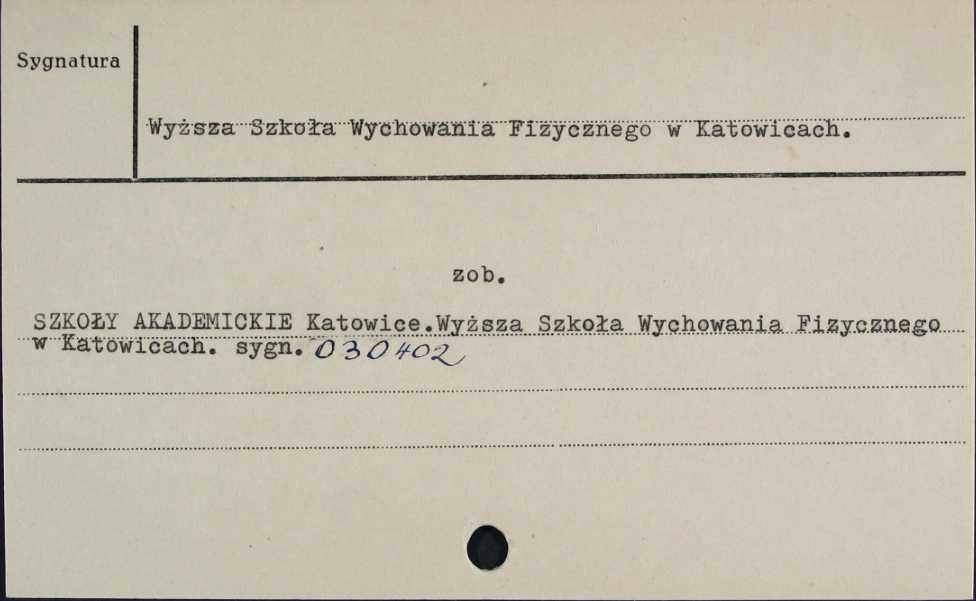 Sygnatura
Wyższa Szkoła Wychowania Fizycznego w Katowicach.
zob.
SZKOŁY AKADEMICKIE Katowice.Wyższa Szkoła Wychowania Fizycznego
w Katowicach. sygn. 030402